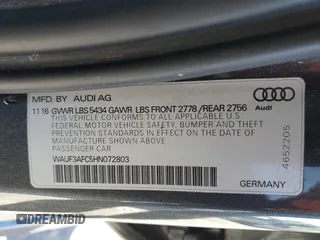 MFD. BY AUDI AG
11 16 GVWR LBS 5434 GAWR LBS FRONT 2778 /REAR 2756
THIS VEHICLE CONFORMS TO ALL APPLICABLE U.S.
FEDERAL MOTOR VEHICLE SAFETY, BUMPER AND THEFT
PREVENTION STANDARDS IN EFFECT ON THE DATE OF
MANUFACTURE SHOWN ABOVE
PASSENGER CAR
WAUF3AFC5HN072803
GERMANY
Audi
4652205
DREAMBID